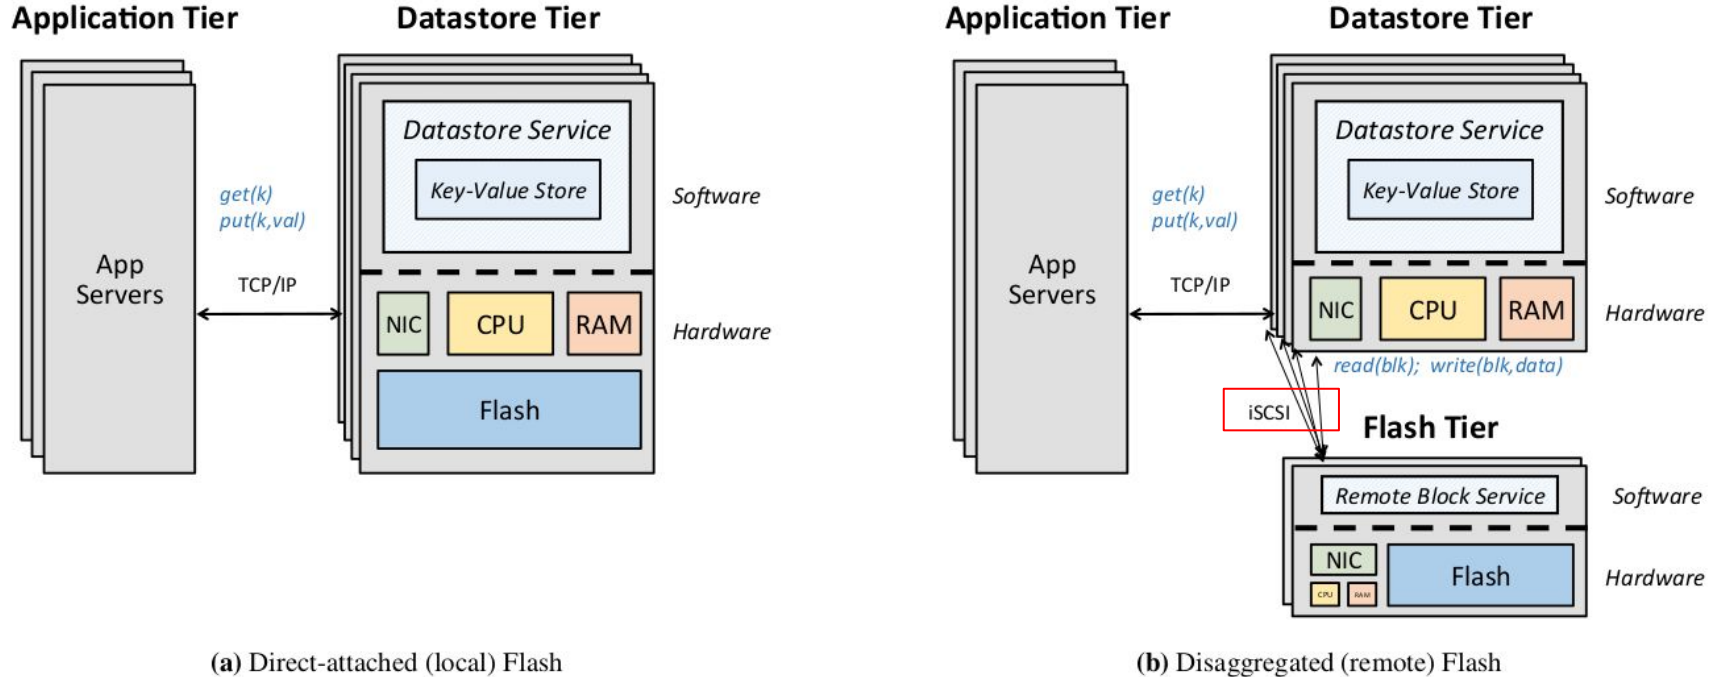 Application Tier
Datastore Tier
Datastore Service
Key-Value Store
get(k)
put(k,val)
Software
App
Servers
TCP/IP
NIC
CPU
RAM
Hardware
Flash
(a) Direct-attached (local) Flash
Application Tier
Datastore Tier
Datastore Service
Key-Value Store
get(k)
put(k,val)
Software
App
Servers
TCP/IP
NIC
CPU
RAM
Hardware
read(blk); write(blk,data)
iSCSI
Flash Tier
Remote Block Service
Software
NIC
CPU
RAM
Flash
Hardware
(b) Disaggregated (remote) Flash